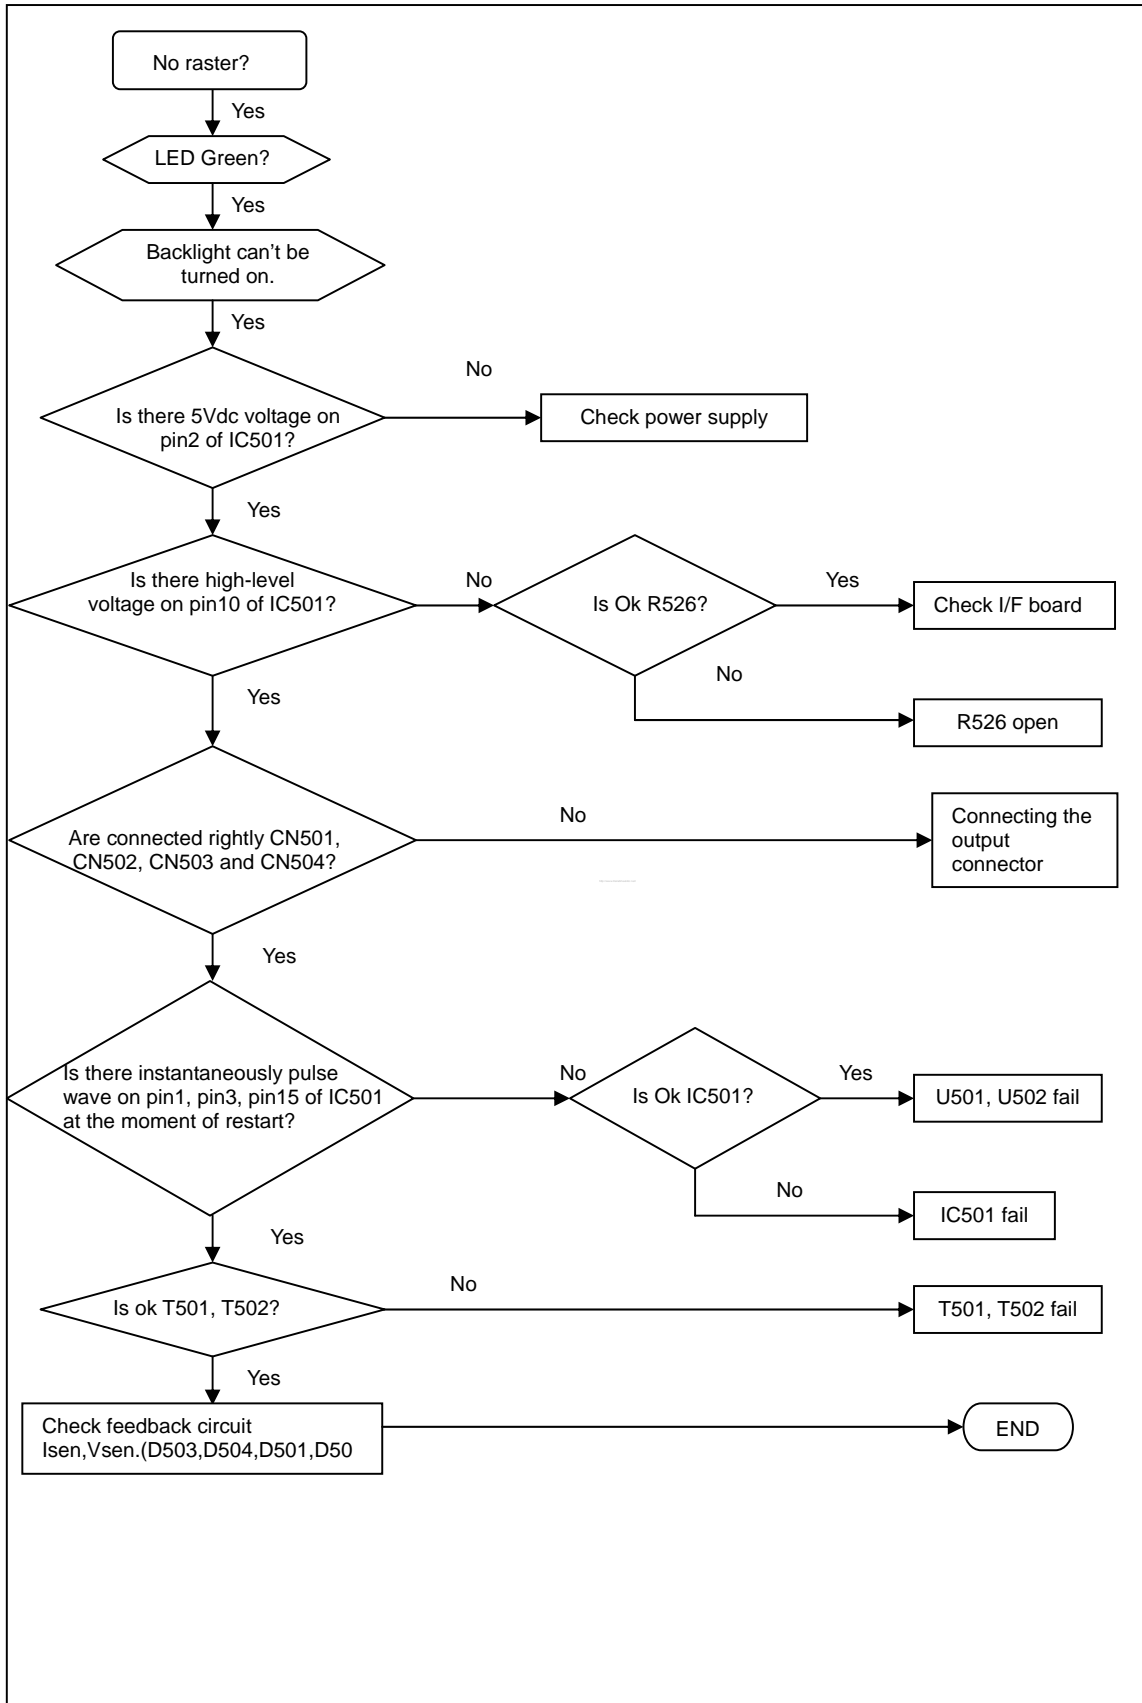 No raster?
Yes
LED Green?
Yes
Backlight can't be
turned on.
Yes
No
Is there 5Vdc voltage on
pin2 of IC501?
Check power supply
Yes
Is there high-level
voltage on pin10 of IC501?
No
Is Ok R526?
Yes
Check I/F board
No
R526 open
Yes
Are connected rightly CN501,
CN502, CN503 and CN504?
No
Connecting the
output
connector
Yes
Is there instantaneously pulse
wave on pin1, pin3, pin15 of IC501
at the moment of restart?
No
Is Ok IC501?
Yes
U501, U502 fail
No
IC501 fail
Yes
Is ok T501, T502?
No
T501, T502 fail
Yes
Check feedback circuit
Isen,Vsen.(D503,D504,D501,D50
END